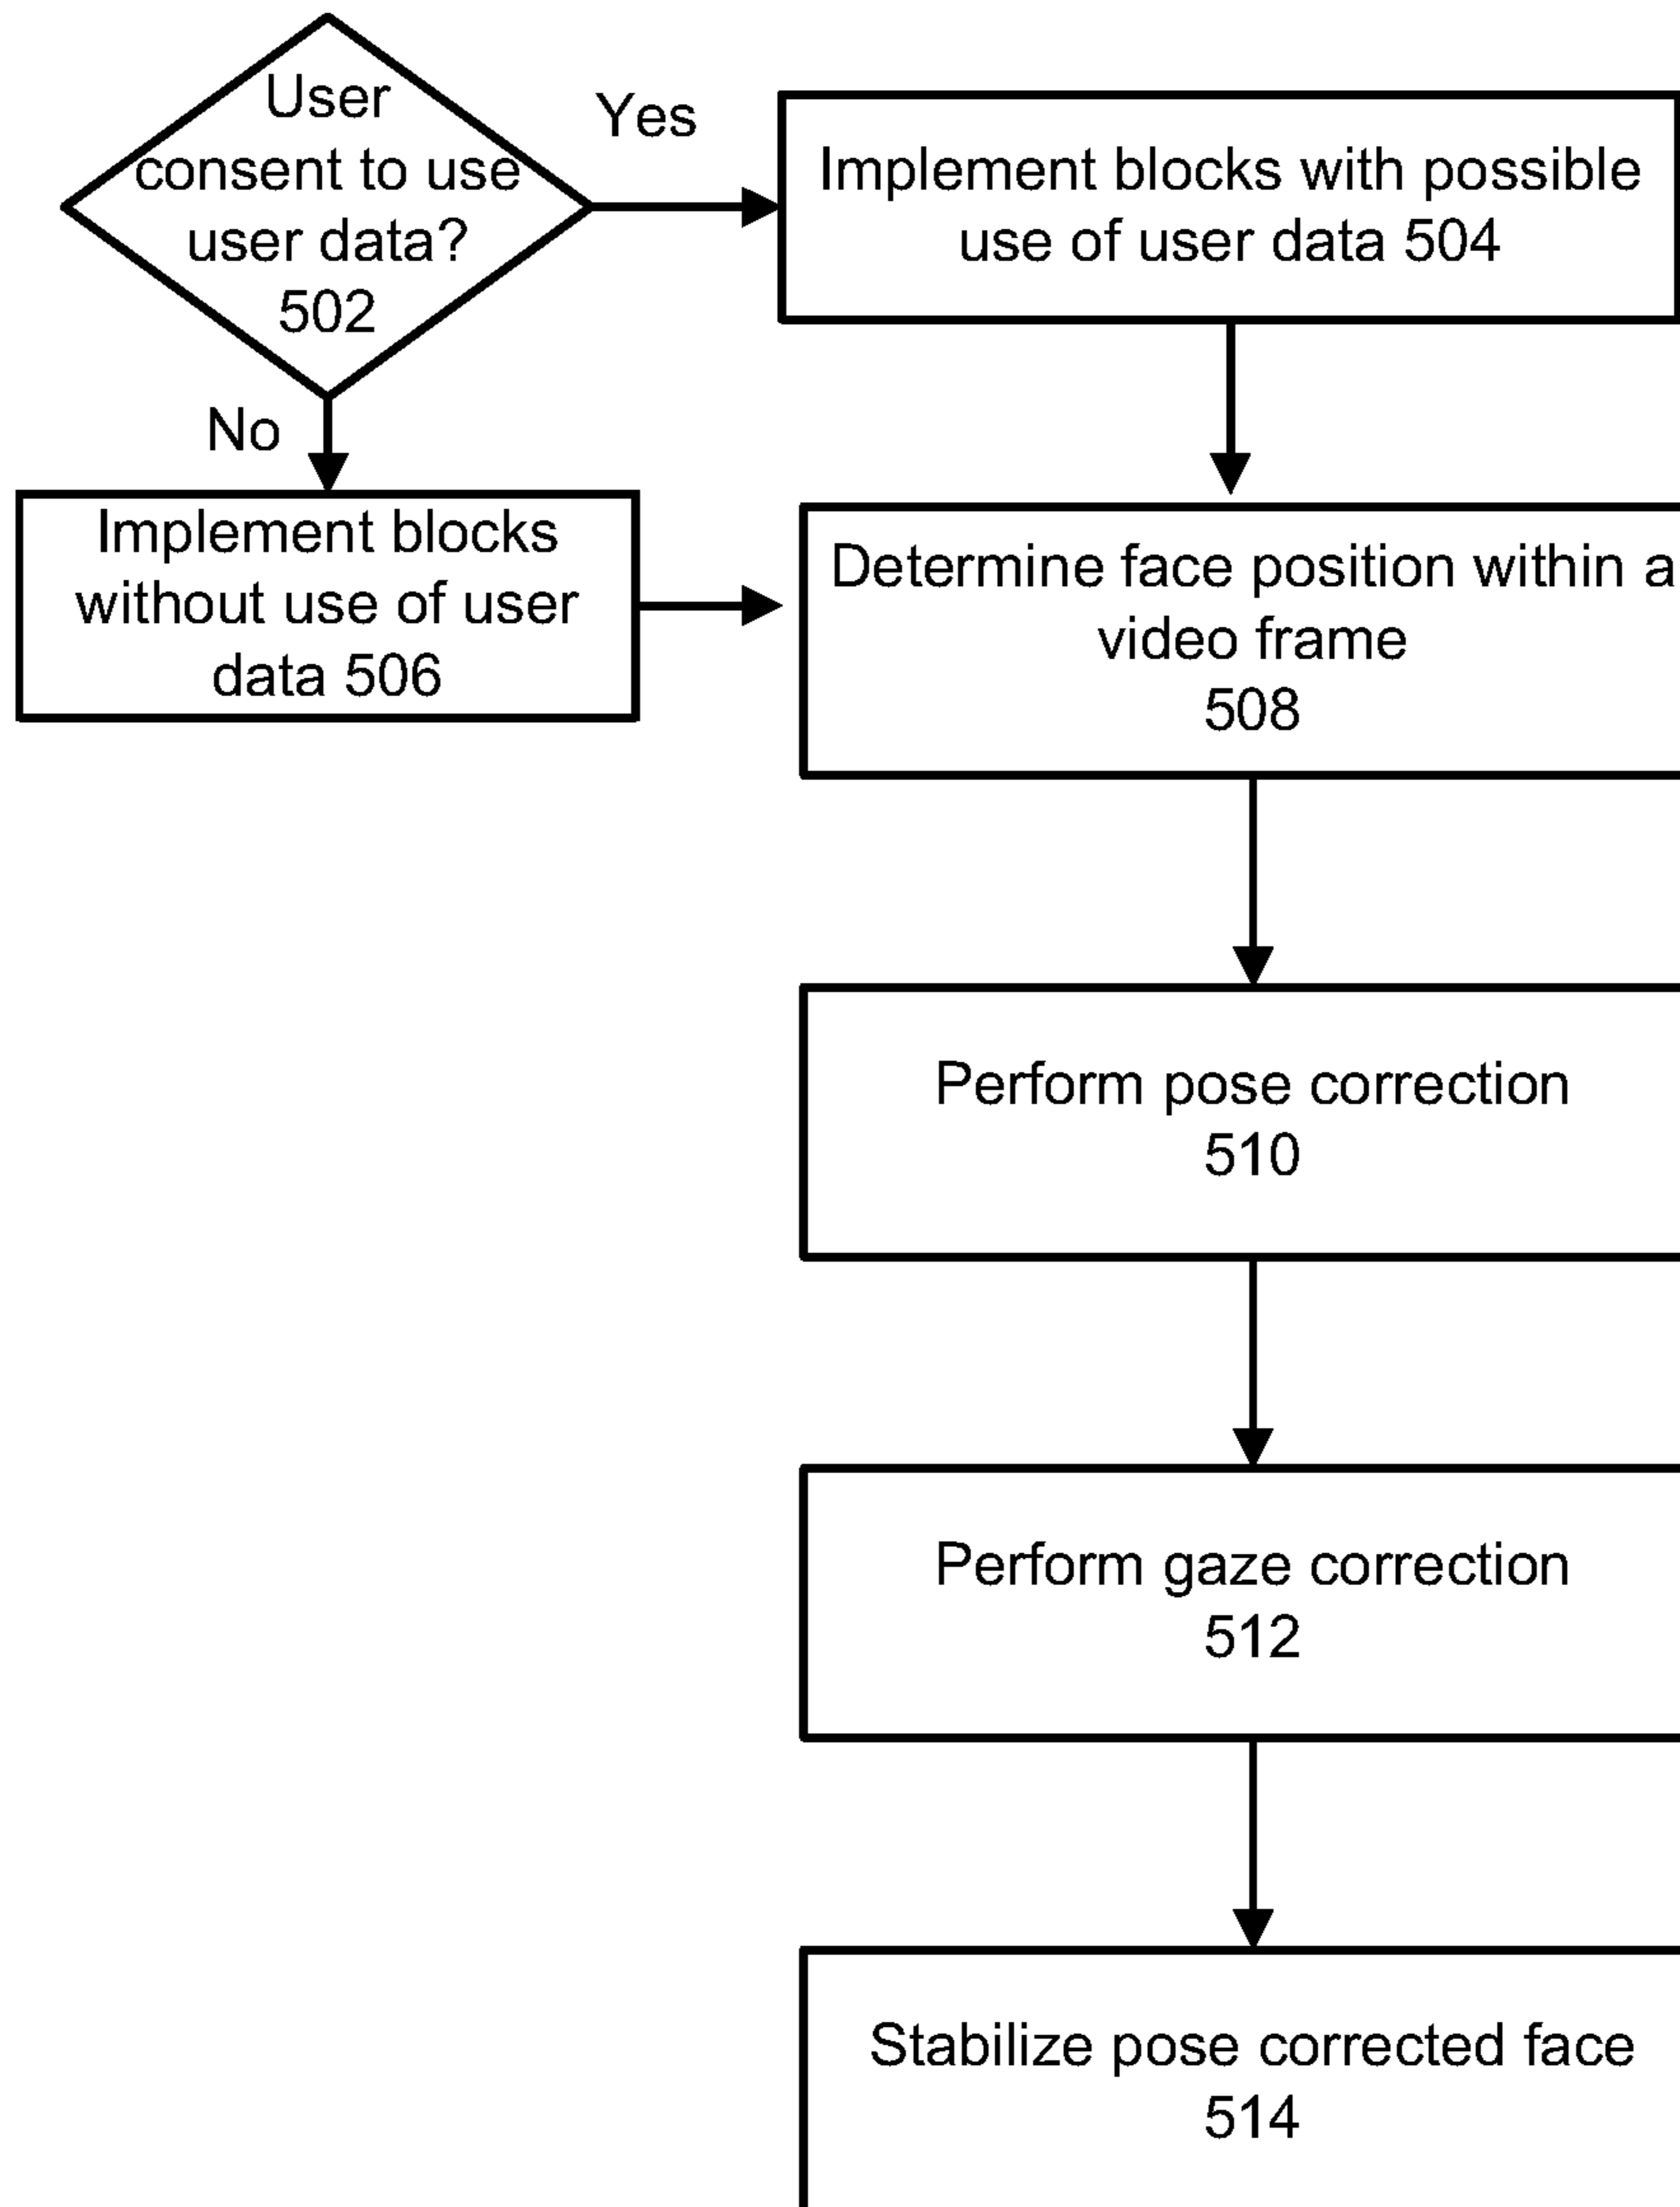 User
consent to use
user data?
502
Yes
Implement blocks with possible
use of user data 504
No
Implement blocks
without use of user
data 506
Determine face position within a
video frame
508
Perform pose correction
510
Perform gaze correction
512
Stabilize pose corrected face
514